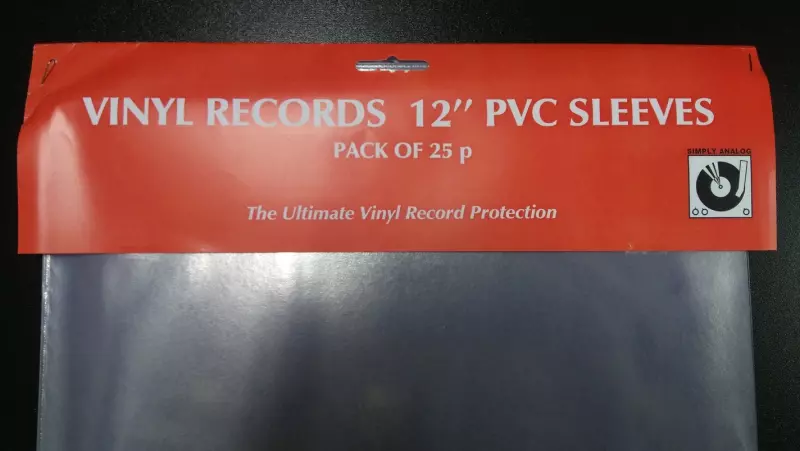 VINYL RECORDS 12″ PVC SLEEVES
PACK OF 25 p
SIMPLY ANALOG
The Ultimate Vinyl Record Protection